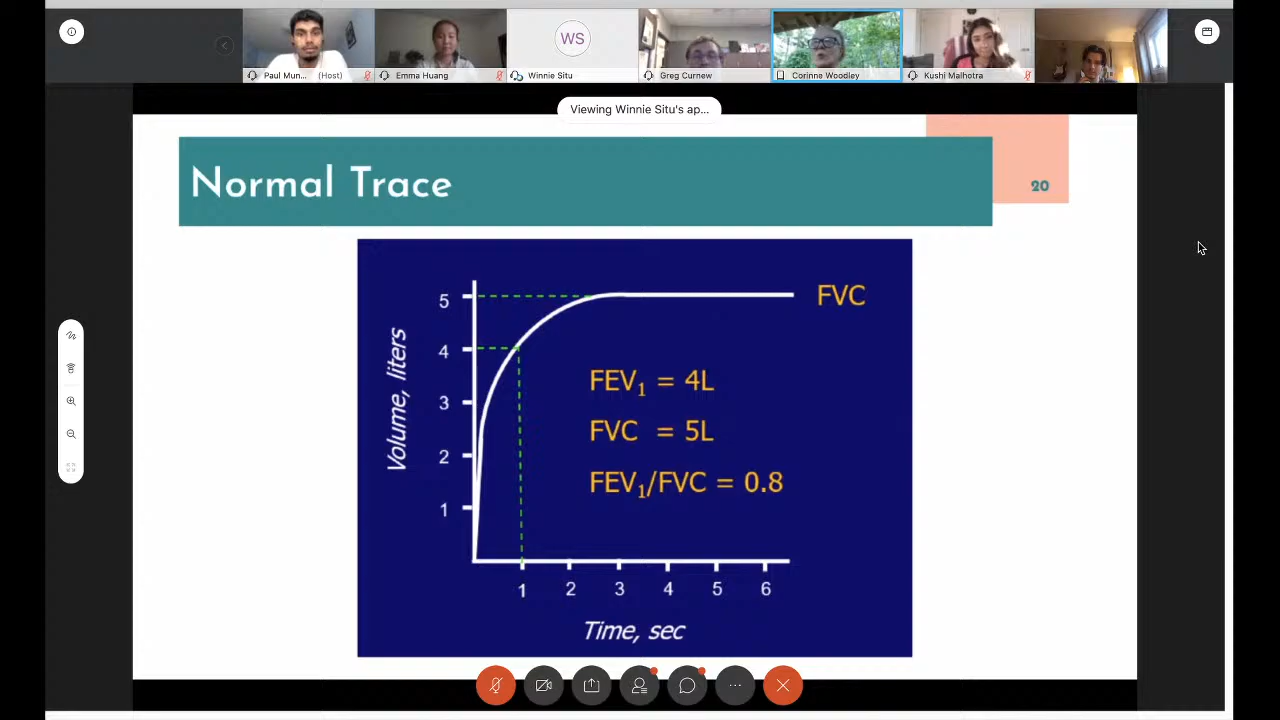 WS
Paul Mun... (Host)
Emma Huang
Winnie Situ
Greg Curnew
Corinne Woodley
Kushi Malhotra
Viewing Winnie Situ's ap...
Normal Trace
20
5
4
3
2
1
Volume, liters
FVC
FEV₁ = 4L
FVC = 5L
FEV₁/FVC = 0.8
1 2 3 4 5 6
Time, sec